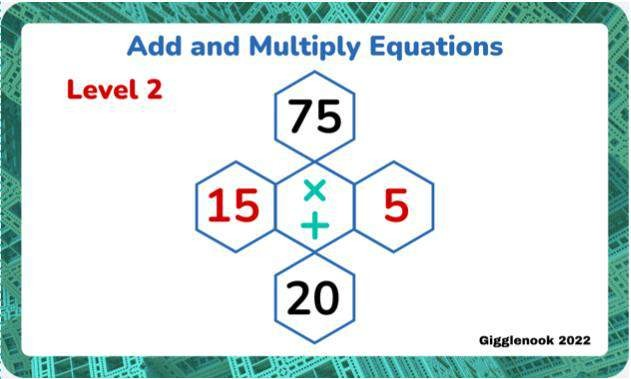 Add and Multiply Equations
Level 2
75
15 × 5
+
20
Gigglenook 2022